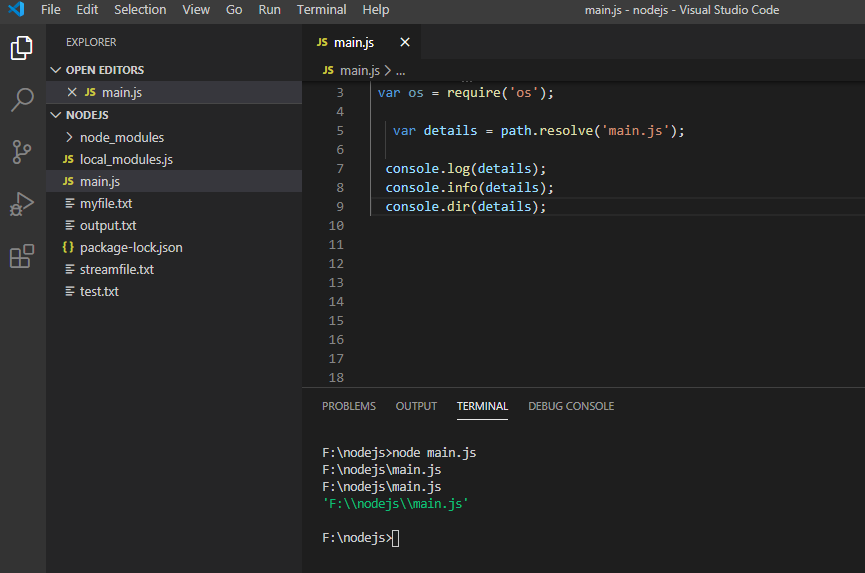 File Edit Selection View Go Run Terminal Help
main.js - nodejs - Visual Studio Code
EXPLORER
OPEN EDITORS
JS main.js
NODEJS
node_modules
JS local_modules.js
JS main.js
myfile.txt
output.txt
{} package-lock.json
streamfile.txt
test.txt
JS main.js
JS main.js > ...
3 var os = require('os');
4
5 var details = path.resolve('main.js');
6
7 console.log(details);
8 console.info(details);
9 console.dir(details);
10
11
12
13
14
15
16
17
18
PROBLEMS OUTPUT TERMINAL DEBUG CONSOLE
F:\nodejs>node main.js
F:\nodejs\main.js
F:\nodejs\main.js
'F:\\nodejs\\main.js'
F:\nodejs>